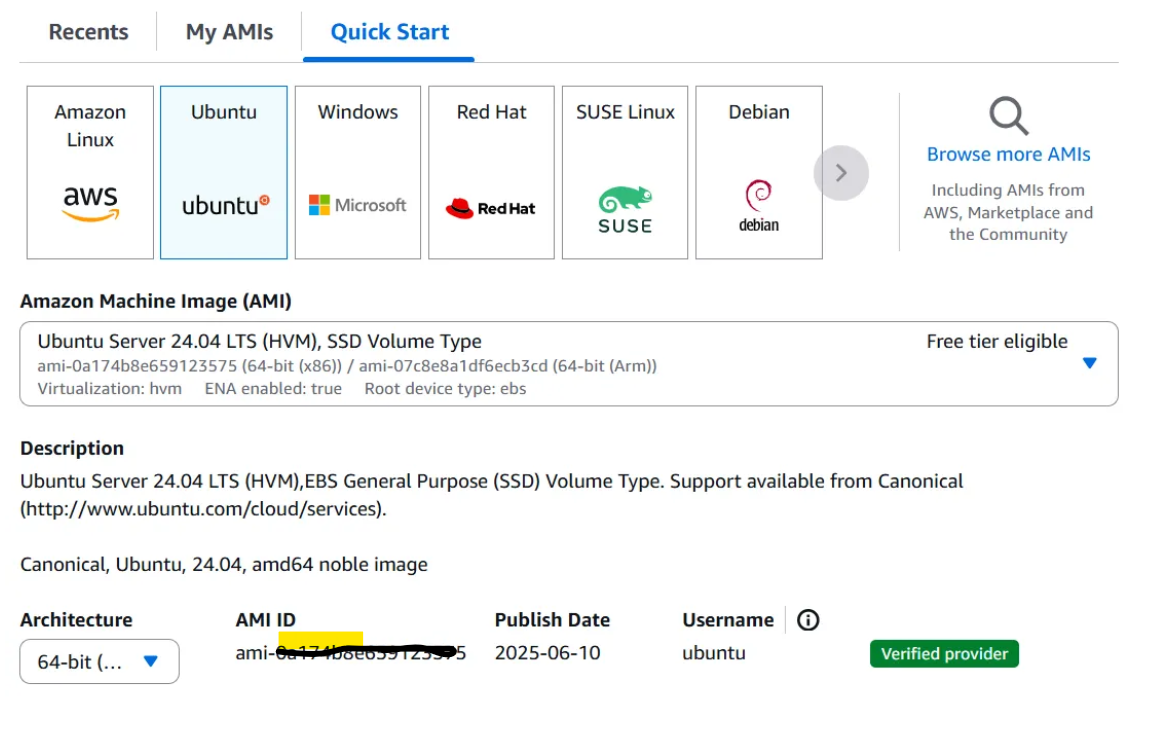 Recents My AMIs Quick Start
Amazon Linux
aws
Ubuntu
ubuntu
Windows
Microsoft
Red Hat
Red Hat
SUSE Linux
SUSE
Debian
debian
Browse more AMIs
Including AMIs from
AWS, Marketplace and
the Community
Amazon Machine Image (AMI)
Ubuntu Server 24.04 LTS (HVM), SSD Volume Type Free tier eligible
ami-0a174b8e659123575 (64-bit (x86)) / ami-07c8e8a1df6ecb3cd (64-bit (Arm))
Virtualization: hvm ENA enabled: true Root device type: ebs
Description
Ubuntu Server 24.04 LTS (HVM),EBS General Purpose (SSD) Volume Type. Support available from Canonical
(http://www.ubuntu.com/cloud/services).
Canonical, Ubuntu, 24.04, amd64 noble image
Architecture AMI ID Publish Date Username
64-bit (... ami- 2025-06-10 ubuntu Verified provider